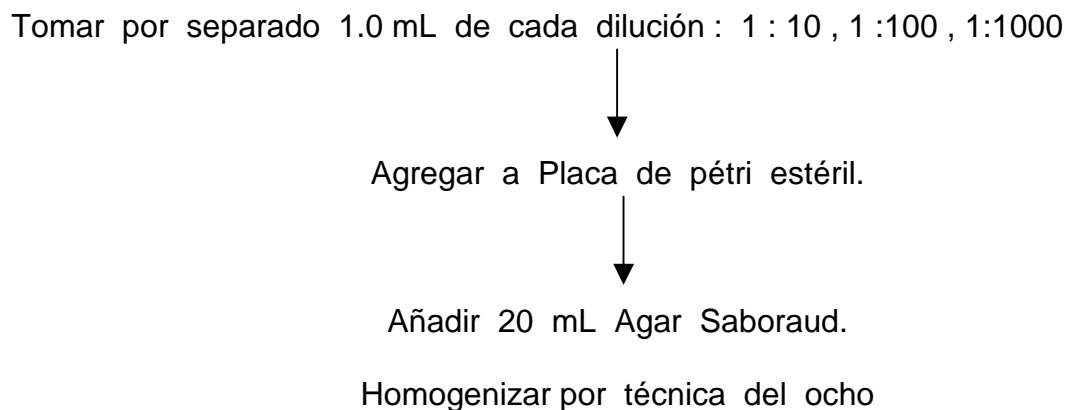 Tomar por separado 1.0 mL de cada dilución : 1 : 10 , 1 :100 , 1:1000
Agregar a Placa de pétri estéril.
Añadir 20 mL Agar Saboraud.
Homogenizar por técnica del ocho